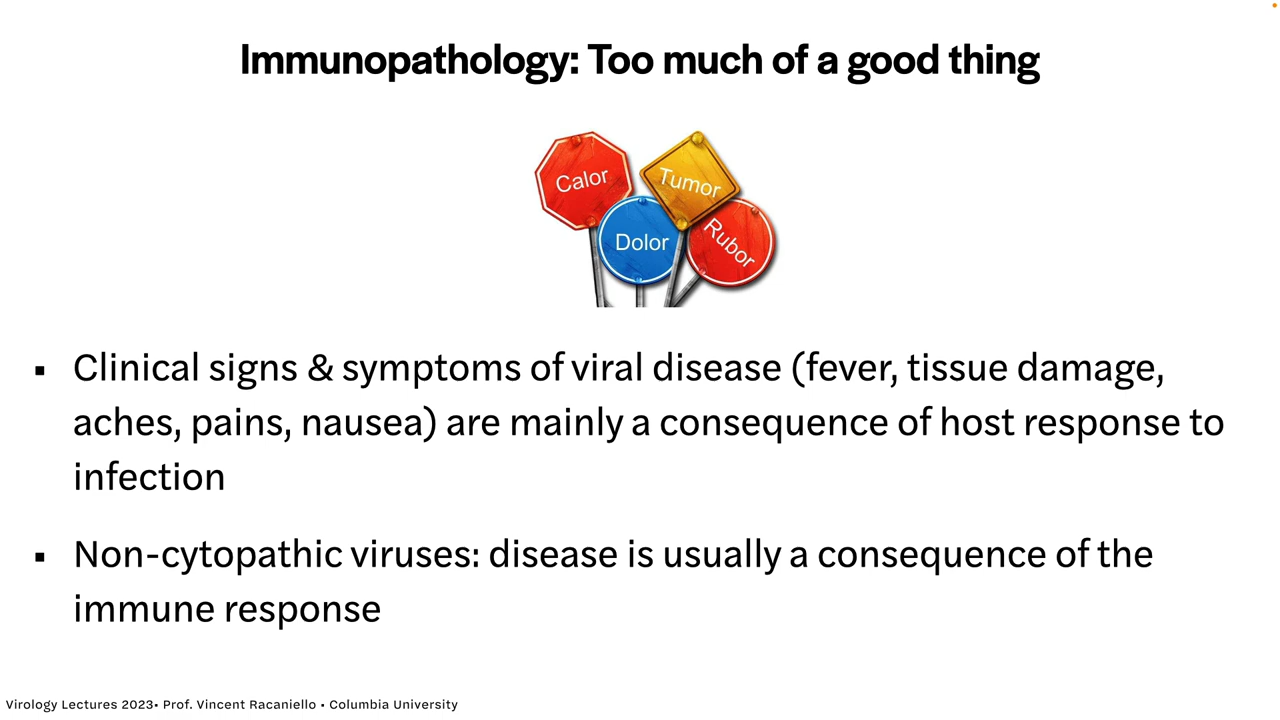 Immunopathology: Too much of a good thing
Calor
Tumor
Dolor
Rubor
▪ Clinical signs & symptoms of viral disease (fever, tissue damage,
aches, pains, nausea) are mainly a consequence of host response to
infection
▪ Non-cytopathic viruses: disease is usually a consequence of the
immune response
Virology Lectures 2023• Prof. Vincent Racaniello • Columbia University